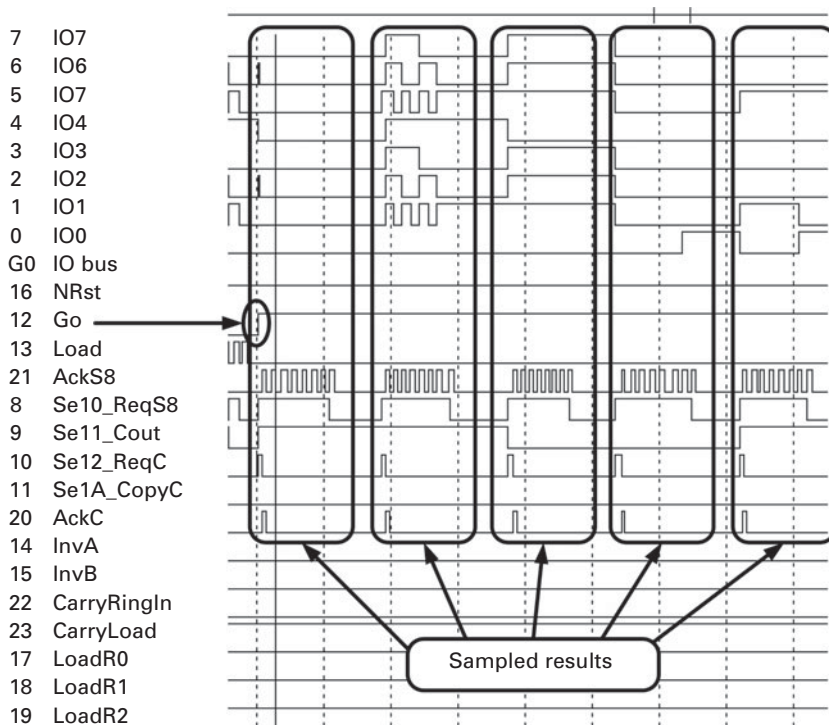 7 IO7
6 IO6
5 IO7
4 IO4
3 IO3
2 IO2
1 IO1
0 IO0
G0 IO bus
16 NRst
12 Go
13 Load
21 AckS8
8 Se10_ReqS8
9 Se11_Cout
10 Se12_ReqC
11 Se1A_CopyC
20 AckC
14 InvA
15 InvB
22 CarryRingIn
23 CarryLoad
17 LoadR0
18 LoadR1
19 LoadR2
Sampled results